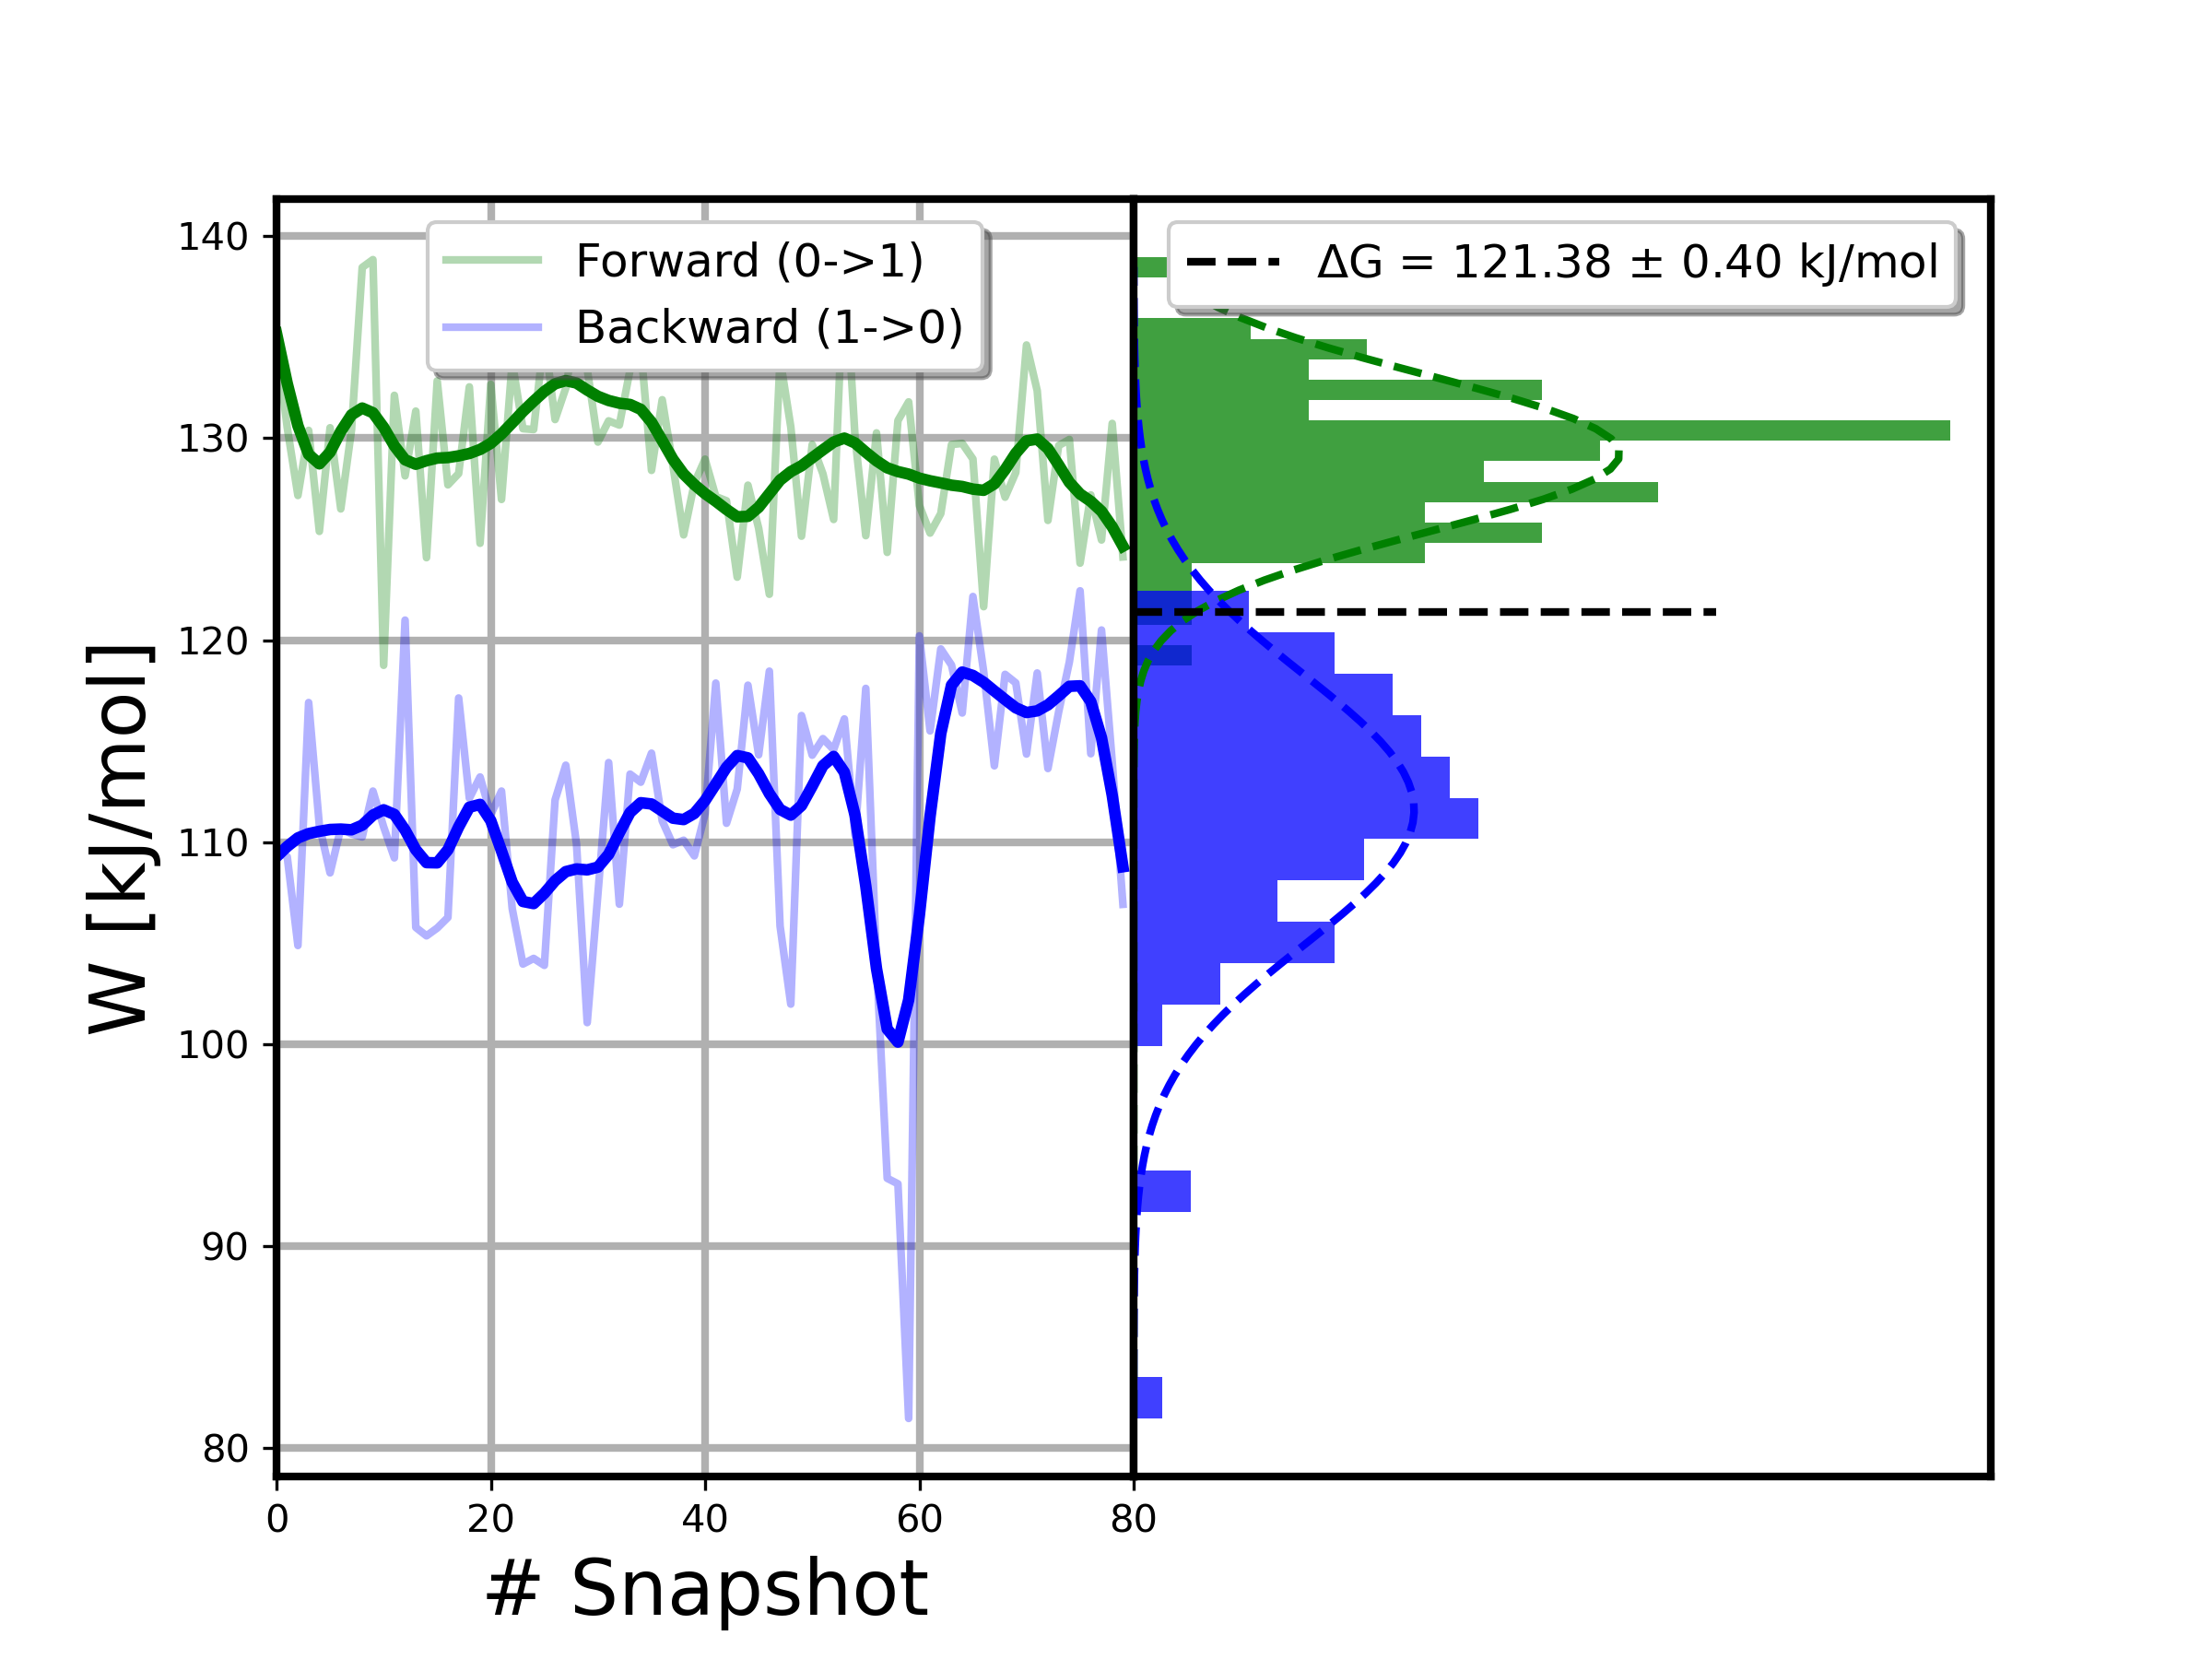 Forward (0->1)
Backward (1->0)
ΔG = 121.38 ± 0.40 kJ/mol
W [kJ/mol]
140
130
120
110
100
90
80
0 20 40 60 80
# Snapshot